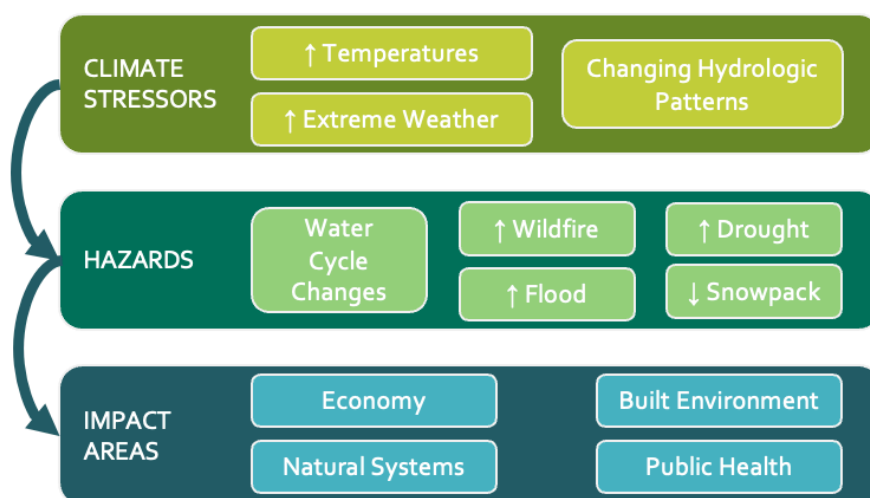 CLIMATE
STRESSORS
↑ Temperatures
↑ Extreme Weather
Changing Hydrologic
Patterns
HAZARDS
Water
Cycle
Changes
↑ Wildfire
↑ Flood
↑ Drought
↓ Snowpack
IMPACT
AREAS
Economy
Natural Systems
Built Environment
Public Health